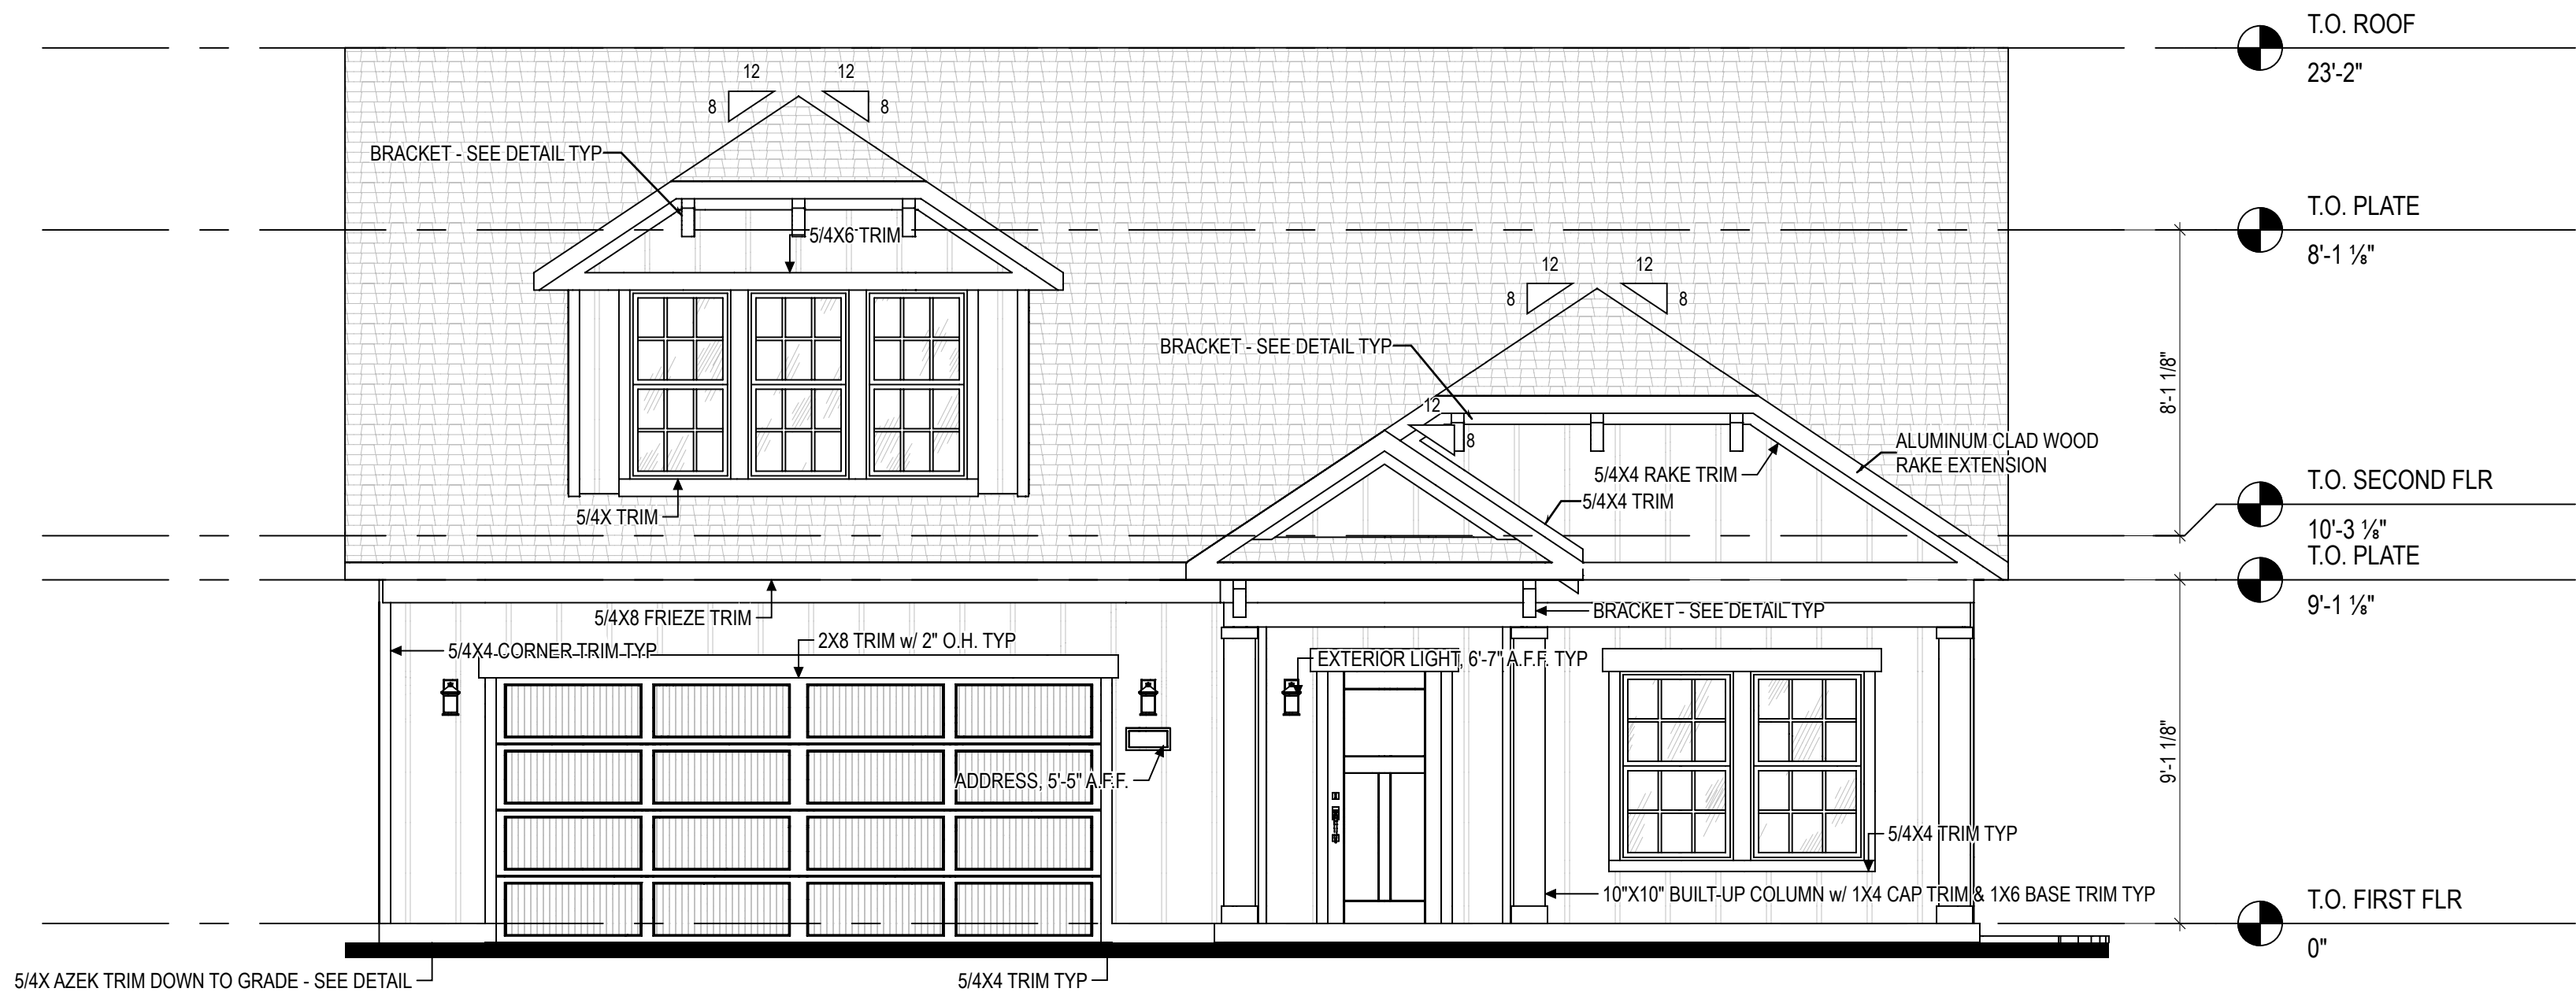 T.O. ROOF
23'-2"
12 12
8 8
BRACKET - SEE DETAIL TYP
T.O. PLATE
8'-1 ⅛"
5/4X6 TRIM
12 12
8 8
BRACKET - SEE DETAIL TYP
8'-1 1/8"
12
8
ALUMINUM CLAD WOOD
RAKE EXTENSION
5/4X4 RAKE TRIM
5/4X4 TRIM
5/4X TRIM
T.O. SECOND FLR
10'-3 ⅛"
T.O. PLATE
9'-1 ⅛"
5/4X8 FRIEZE TRIM
BRACKET - SEE DETAIL TYP
5/4X4 CORNER TRIM TYP
2X8 TRIM w/ 2" O.H. TYP
EXTERIOR LIGHT, 6'-7" A.F.F. TYP
9'-1 1/8"
ADDRESS, 5'-5" A.F.F.
5/4X4 TRIM TYP
10"X10" BUILT-UP COLUMN w/ 1X4 CAP TRIM & 1X6 BASE TRIM TYP
T.O. FIRST FLR
0"
5/4X AZEK TRIM DOWN TO GRADE - SEE DETAIL
5/4X4 TRIM TYP